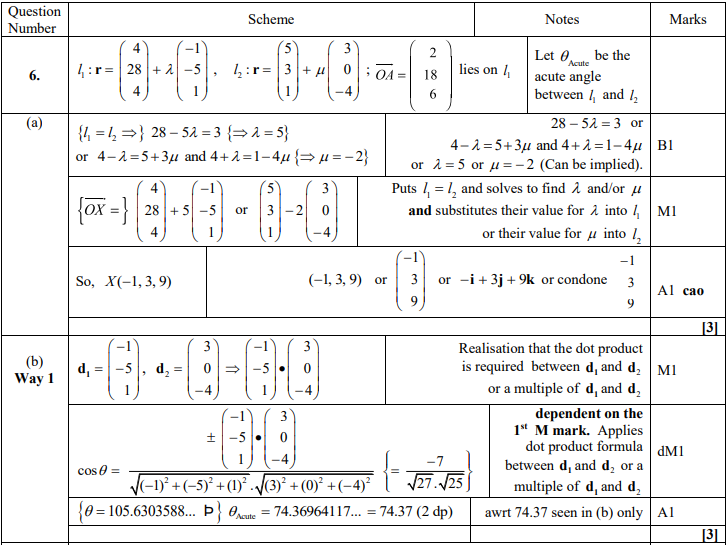 Question Number Scheme Notes Marks
6. l₁ : r = (4, 28, 4) + λ(−1, −5, 1) , l₂ : r = (5, 3, 1) + μ(3, 0, −4) ; OA = (2, 18, 6) lies on l₁
Let θ_Acute be the
acute angle
between l₁ and l₂
(a)
{l₁ = l₂ ⇒} 28 − 5λ = 3 {⇒ λ = 5}
or 4 − λ = 5 + 3μ and 4 + λ = 1 − 4μ {⇒ μ = −2}
28 − 5λ = 3 or
4 − λ = 5 + 3μ and 4 + λ = 1 − 4μ
or λ = 5 or μ = −2 (Can be implied).
B1
{OX =} (4, 28, 4) + 5(−1, −5, 1) or (5, 3, 1) − 2(3, 0, −4)
Puts l₁ = l₂ and solves to find λ and/or μ
and substitutes their value for λ into l₁
or their value for μ into l₂
M1
So, X(−1, 3, 9)
(−1, 3, 9) or (−1, 3, 9) or −i + 3j + 9k or condone −1 3 9
A1 cao
[3]
(b)
Way 1
d₁ = (−1, −5, 1), d₂ = (3, 0, −4) ⇒ (−1, −5, 1) • (3, 0, −4)
Realisation that the dot product
is required between d₁ and d₂
or a multiple of d₁ and d₂
M1
cos θ = ± (−1, −5, 1) • (3, 0, −4) / √((−1)² + (−5)² + (1)²) . √((3)² + (0)² + (−4)²) {= −7 / √27.√25}
dependent on the
1st M mark. Applies
dot product formula
between d₁ and d₂ or a
multiple of d₁ and d₂
dM1
{θ = 105.6303588... Þ} θ_Acute = 74.36964117... = 74.37 (2 dp)
awrt 74.37 seen in (b) only
A1
[3]